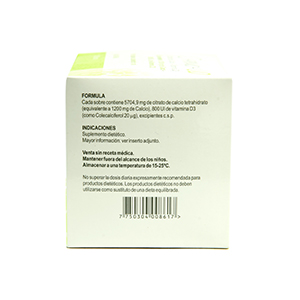 FORMULA
Cada sobre contiene 5704,9 mg de citrato de calcio tetrahidrato
(equivalente a 1200 mg de Calcio), 800 UI de vitamina D3
(como Colecalciferol 20 µg), excipientes c.s.p.
INDICACIONES
Suplemento dietético.
Mayor información, ver inserto adjunto.
Venta sin receta médica.
Mantener fuera del alcance de los niños.
Almacenar a una temperatura de 15-25°C.
No superar la dosis diaria expresamente recomendada para
productos dietéticos. Los productos dietéticos no deben
utilizarse como sustituto de una dieta equilibrada.
7 750304 008617